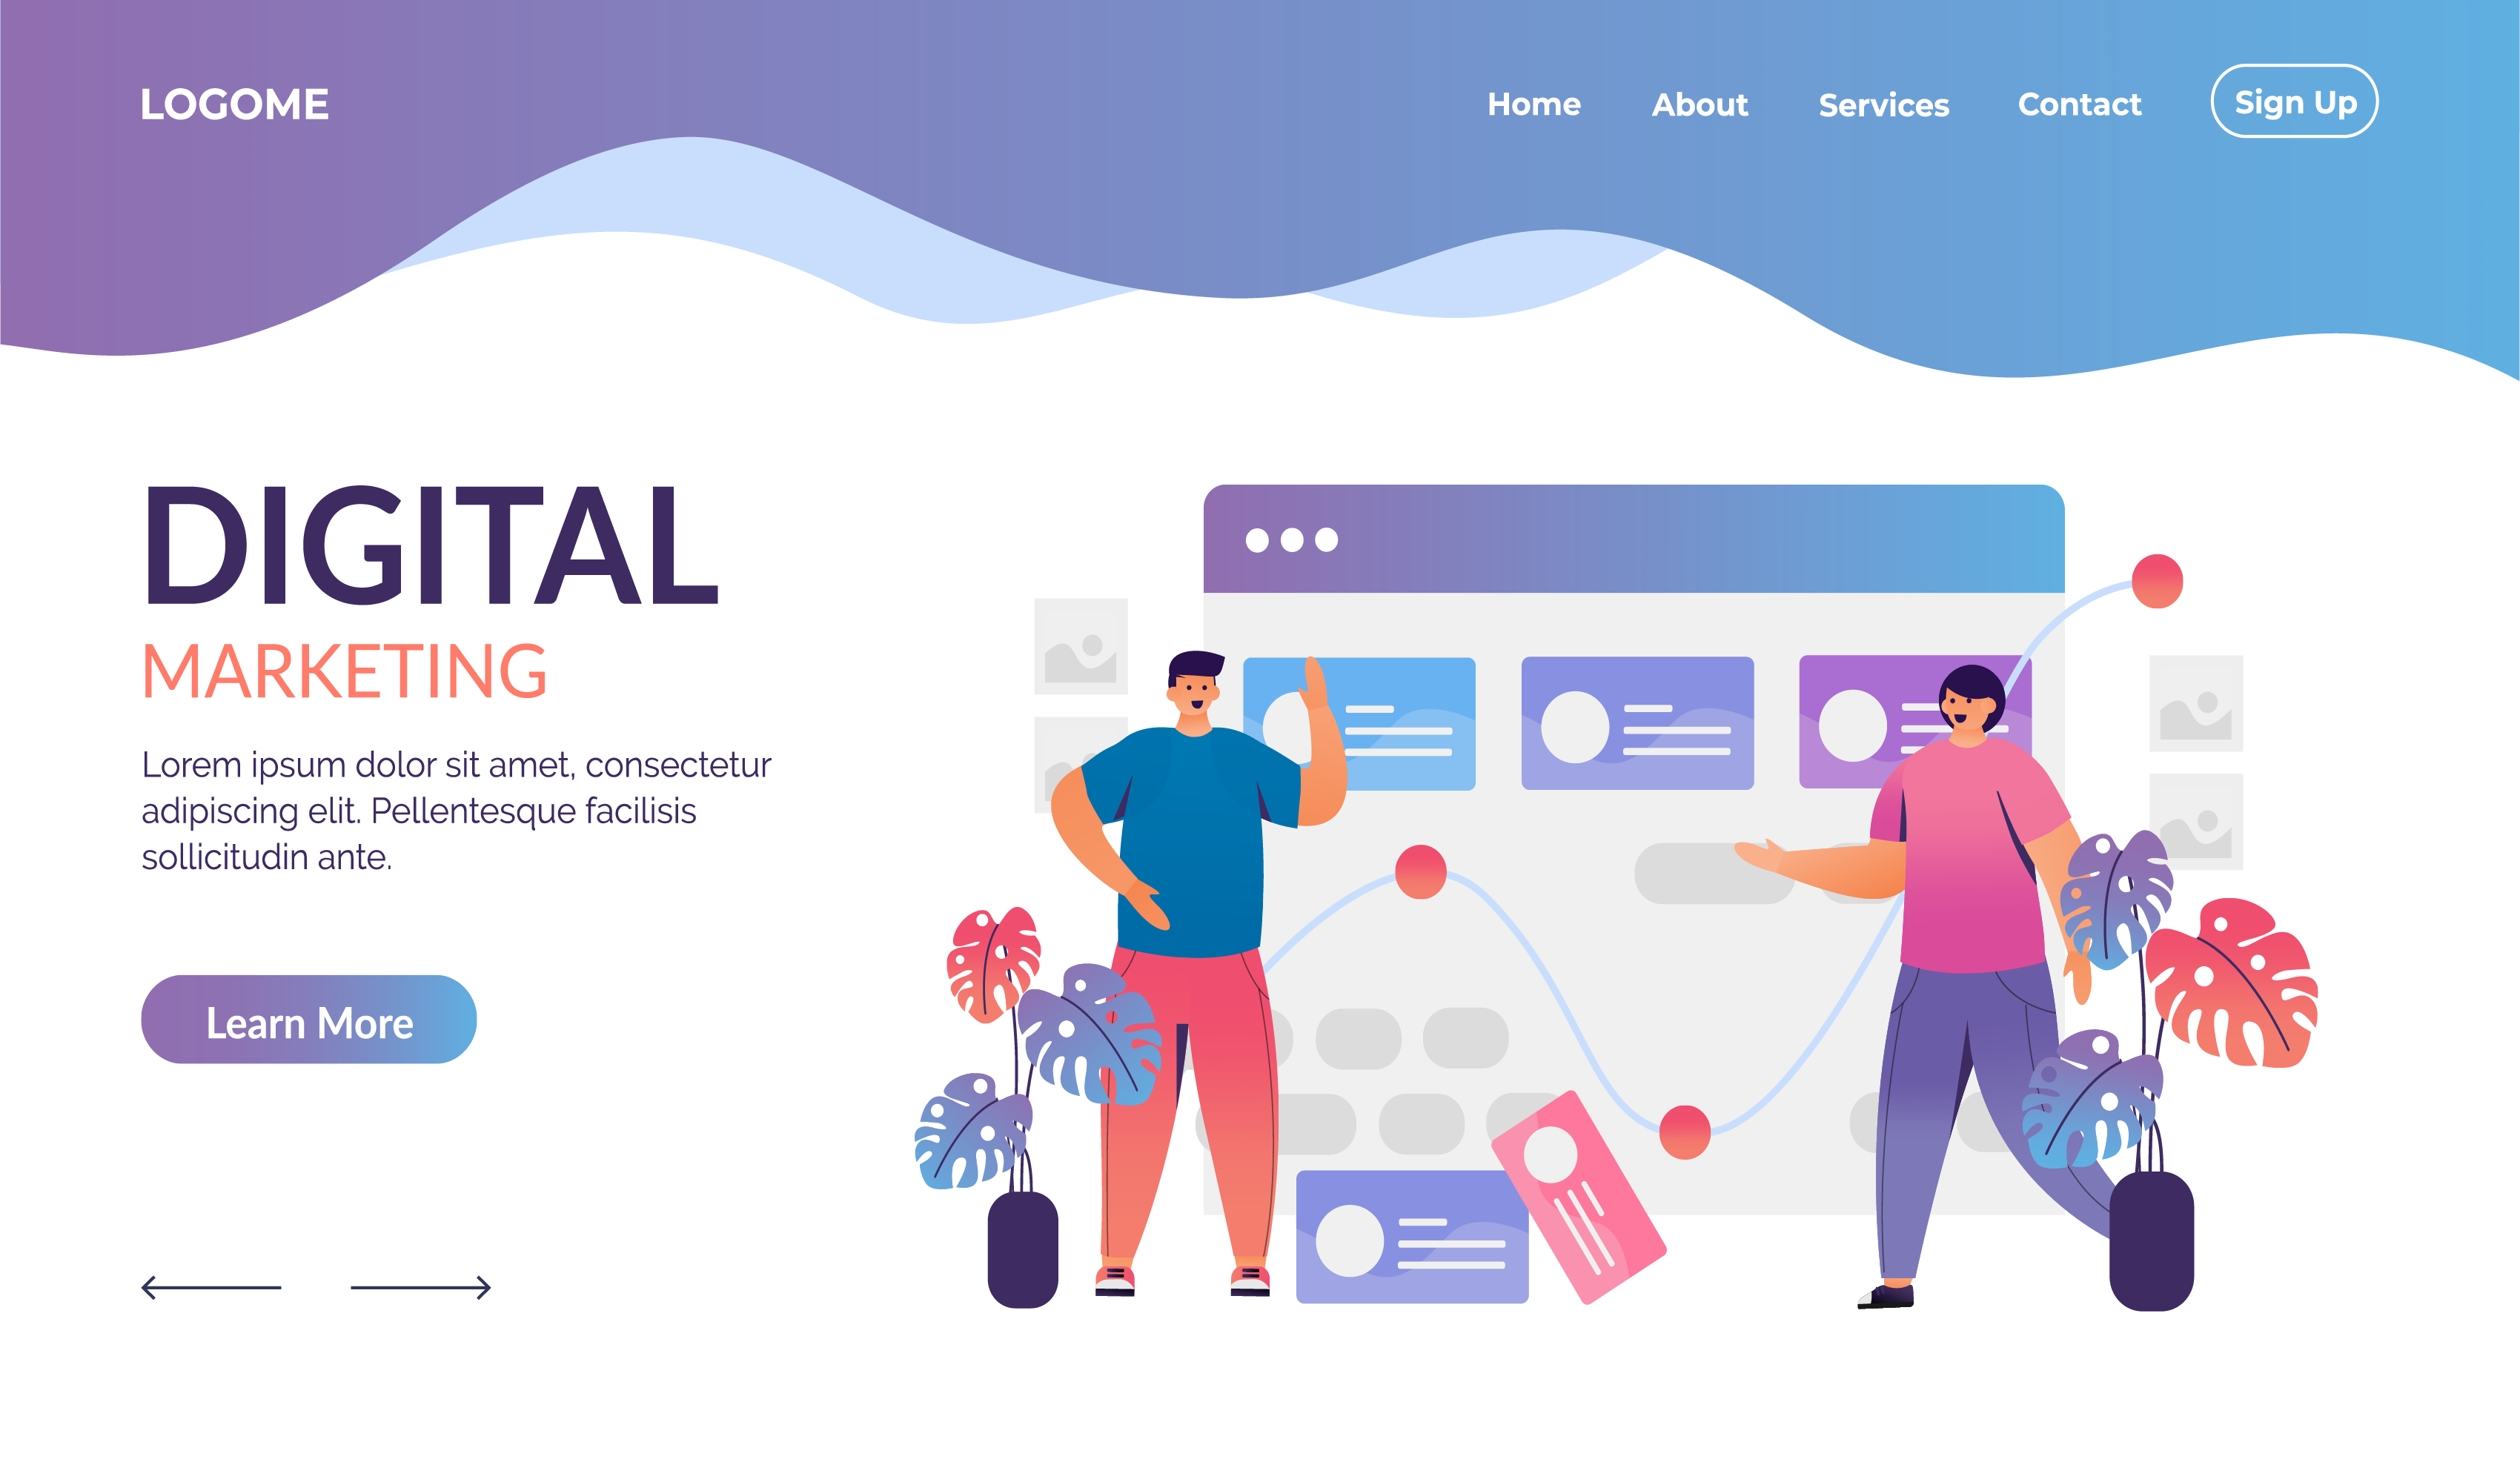 LOGOME
Home About Services Contact Sign Up
DIGITAL
MARKETING
Lorem ipsum dolor sit amet, consectetur
adipiscing elit. Pellentesque facilisis
sollicitudin ante.
Learn More